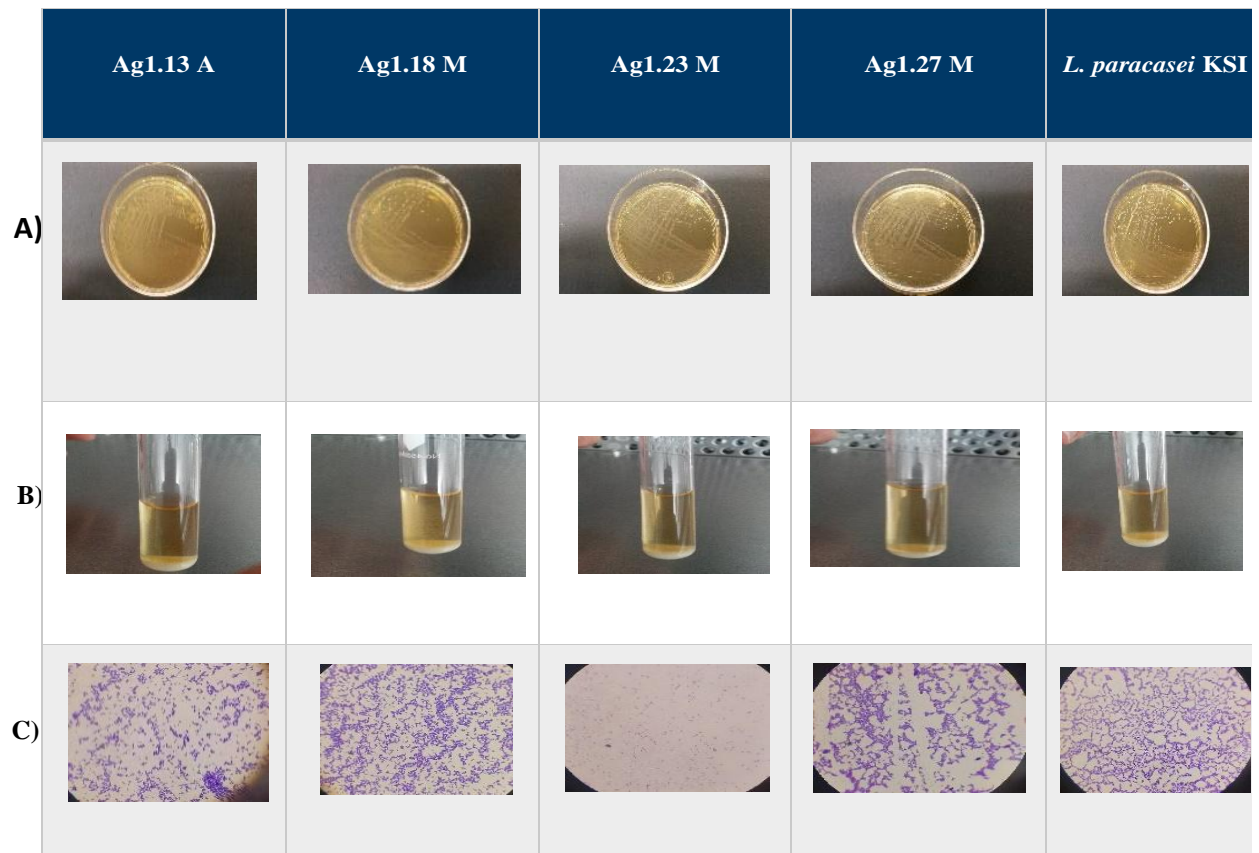 Ag1.13 A
Ag1.18 M
Ag1.23 M
Ag1.27 M
L. paracasei KSI
A)
B)
C)